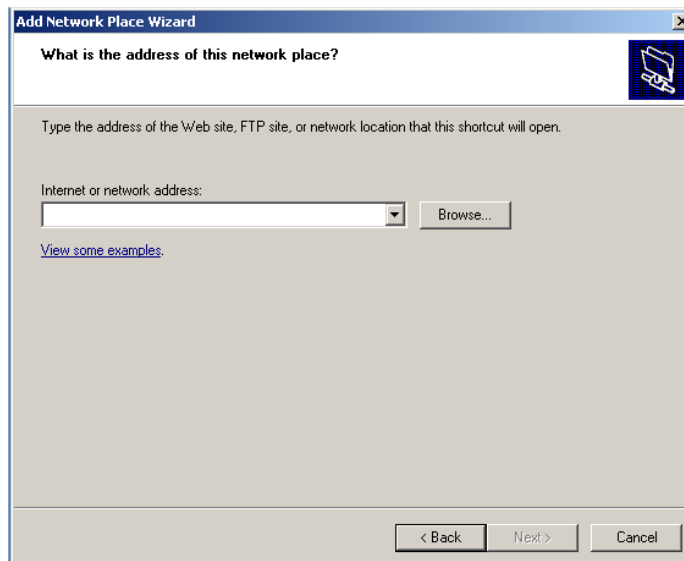 Add Network Place Wizard
What is the address of this network place?
Type the address of the Web site, FTP site, or network location that this shortcut will open.
Internet or network address:
Browse...
View some examples.
< Back
Next >
Cancel